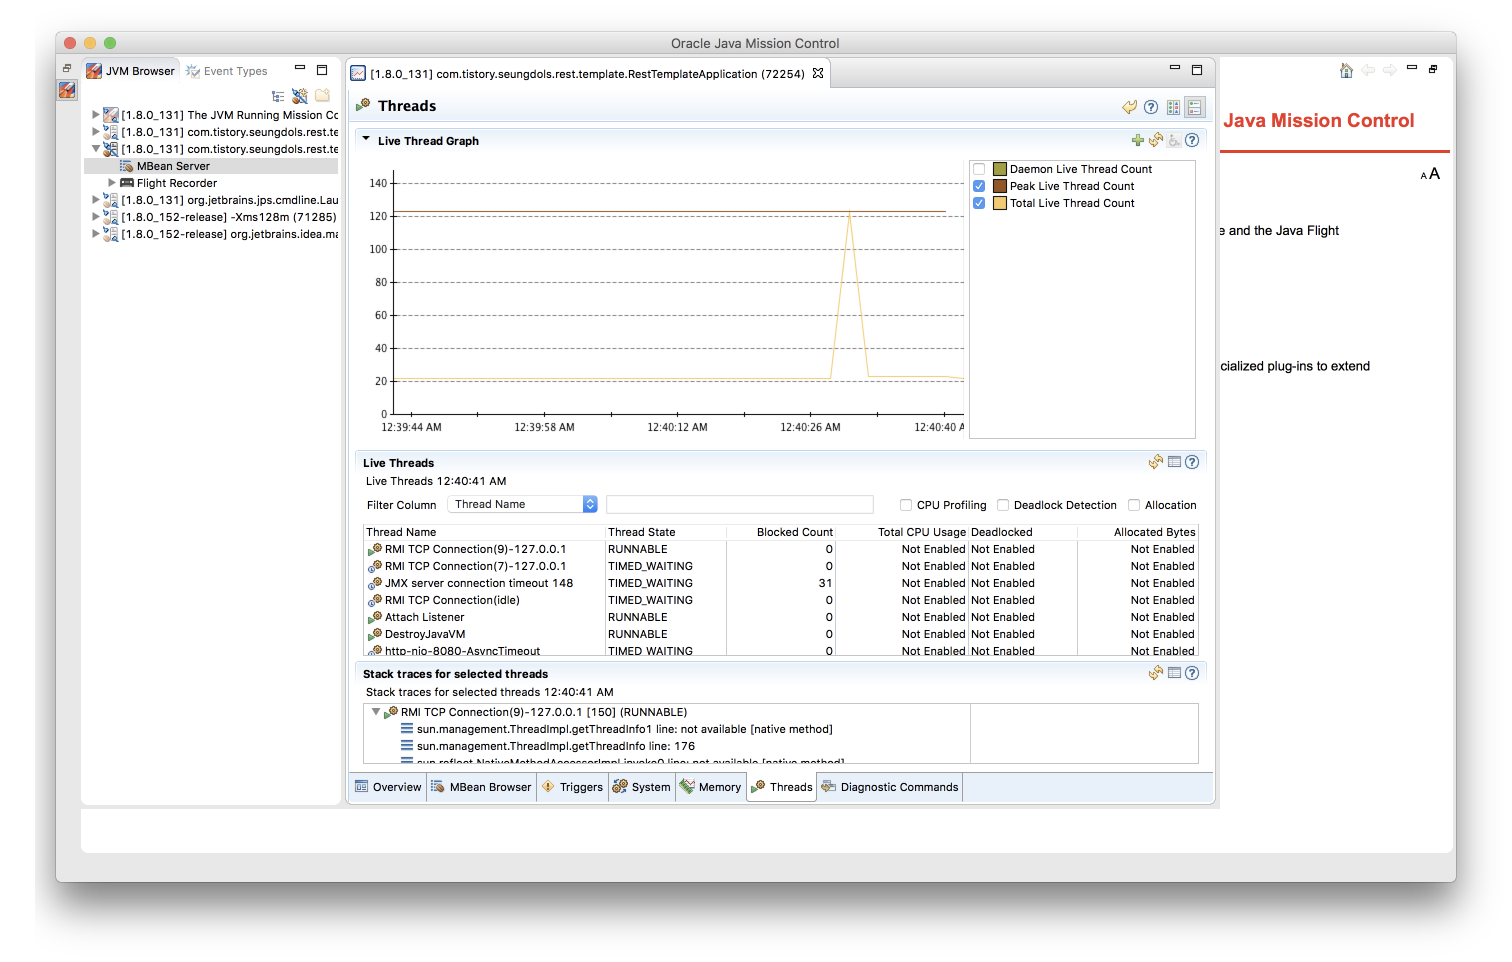 Oracle Java Mission Control
JVM Browser
Event Types
[1.8.0_131] The JVM Running Mission Cc
[1.8.0_131] com.tistory.seungdols.rest.te
[1.8.0_131] com.tistory.seungdols.rest.te
MBean Server
Flight Recorder
[1.8.0_131] org.jetbrains.jps.cmdline.Lau
[1.8.0_152-release] -Xms128m (71285)
[1.8.0_152-release] org.jetbrains.idea.ma
[1.8.0_131] com.tistory.seungdols.rest.template.RestTemplateApplication (72254)
Threads
Live Thread Graph
140
120
100
80
60
40
20
0
12:39:44 AM 12:39:58 AM 12:40:12 AM 12:40:26 AM 12:40:40 A
Daemon Live Thread Count
Peak Live Thread Count
Total Live Thread Count
Live Threads
Live Threads 12:40:41 AM
Filter Column Thread Name CPU Profiling Deadlock Detection Allocation
Thread Name Thread State Blocked Count Total CPU Usage Deadlocked Allocated Bytes
RMI TCP Connection(9)-127.0.0.1 RUNNABLE 0 Not Enabled Not Enabled Not Enabled
RMI TCP Connection(7)-127.0.0.1 TIMED_WAITING 0 Not Enabled Not Enabled Not Enabled
JMX server connection timeout 148 TIMED_WAITING 31 Not Enabled Not Enabled Not Enabled
RMI TCP Connection(idle) TIMED_WAITING 0 Not Enabled Not Enabled Not Enabled
Attach Listener RUNNABLE 0 Not Enabled Not Enabled Not Enabled
DestroyJavaVM RUNNABLE 0 Not Enabled Not Enabled Not Enabled
http-nio-8080-AsyncTimeout TIMED_WAITING 0 Not Enabled Not Enabled Not Enabled
Stack traces for selected threads
Stack traces for selected threads 12:40:41 AM
RMI TCP Connection(9)-127.0.0.1 [150] (RUNNABLE)
sun.management.ThreadImpl.getThreadInfo1 line: not available [native method]
sun.management.ThreadImpl.getThreadInfo line: 176
sun.reflect.NativeMethodAccessorImpl.invoke0 line: not available [native method]
Overview
MBean Browser
Triggers
System
Memory
Threads
Diagnostic Commands
Java Mission Control
A A
e and the Java Flight
cialized plug-ins to extend